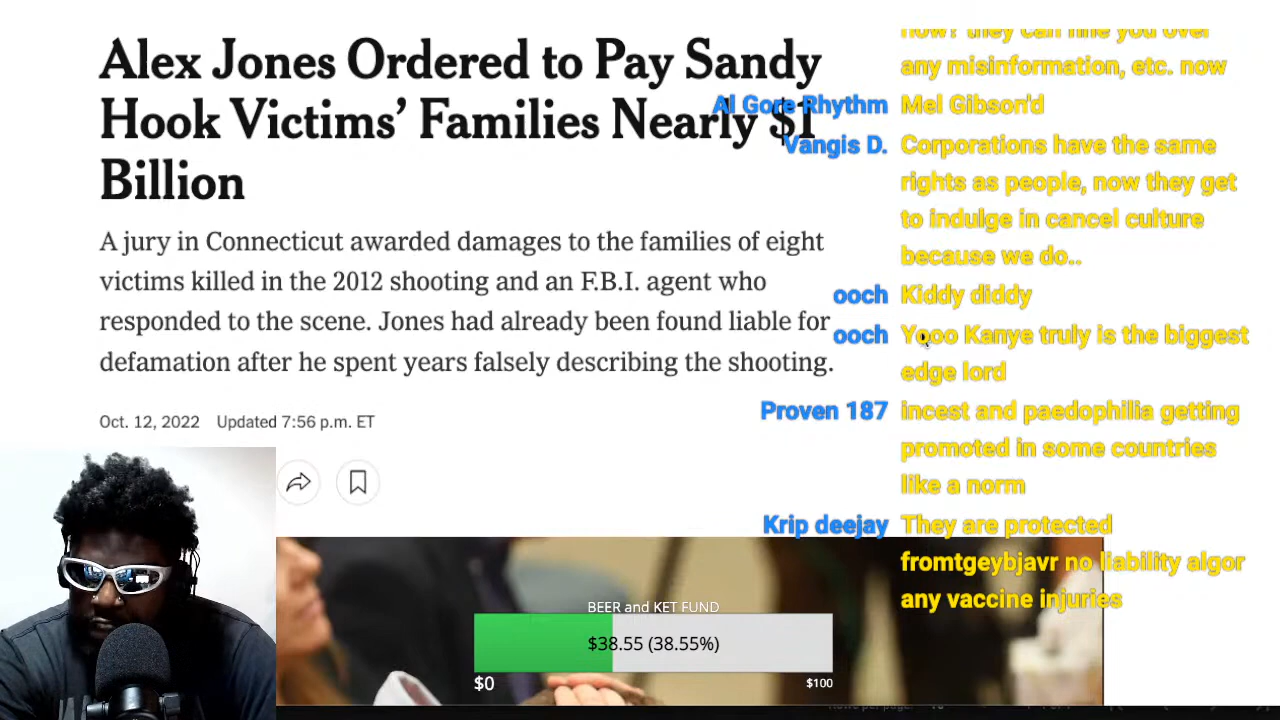 Alex Jones Ordered to Pay Sandy
Hook Victims' Families Nearly $1
Billion
A jury in Connecticut awarded damages to the families of eight
victims killed in the 2012 shooting and an F.B.I. agent who
responded to the scene. Jones had already been found liable for
defamation after he spent years falsely describing the shooting.
Oct. 12, 2022 Updated 7:56 p.m. ET
now? they can fine you over
any misinformation, etc. now
Al Gore Rhythm Mel Gibson'd
Vangis D. Corporations have the same
rights as people, now they get
to indulge in cancel culture
because we do..
ooch Kiddy diddy
ooch Yooo Kanye truly is the biggest
edge lord
Proven 187 incest and paedophilia getting
promoted in some countries
like a norm
Krip deejay They are protected
fromtgeybjavr no liability algor
any vaccine injuries
BEER and KET FUND
$38.55 (38.55%)
$0 $100